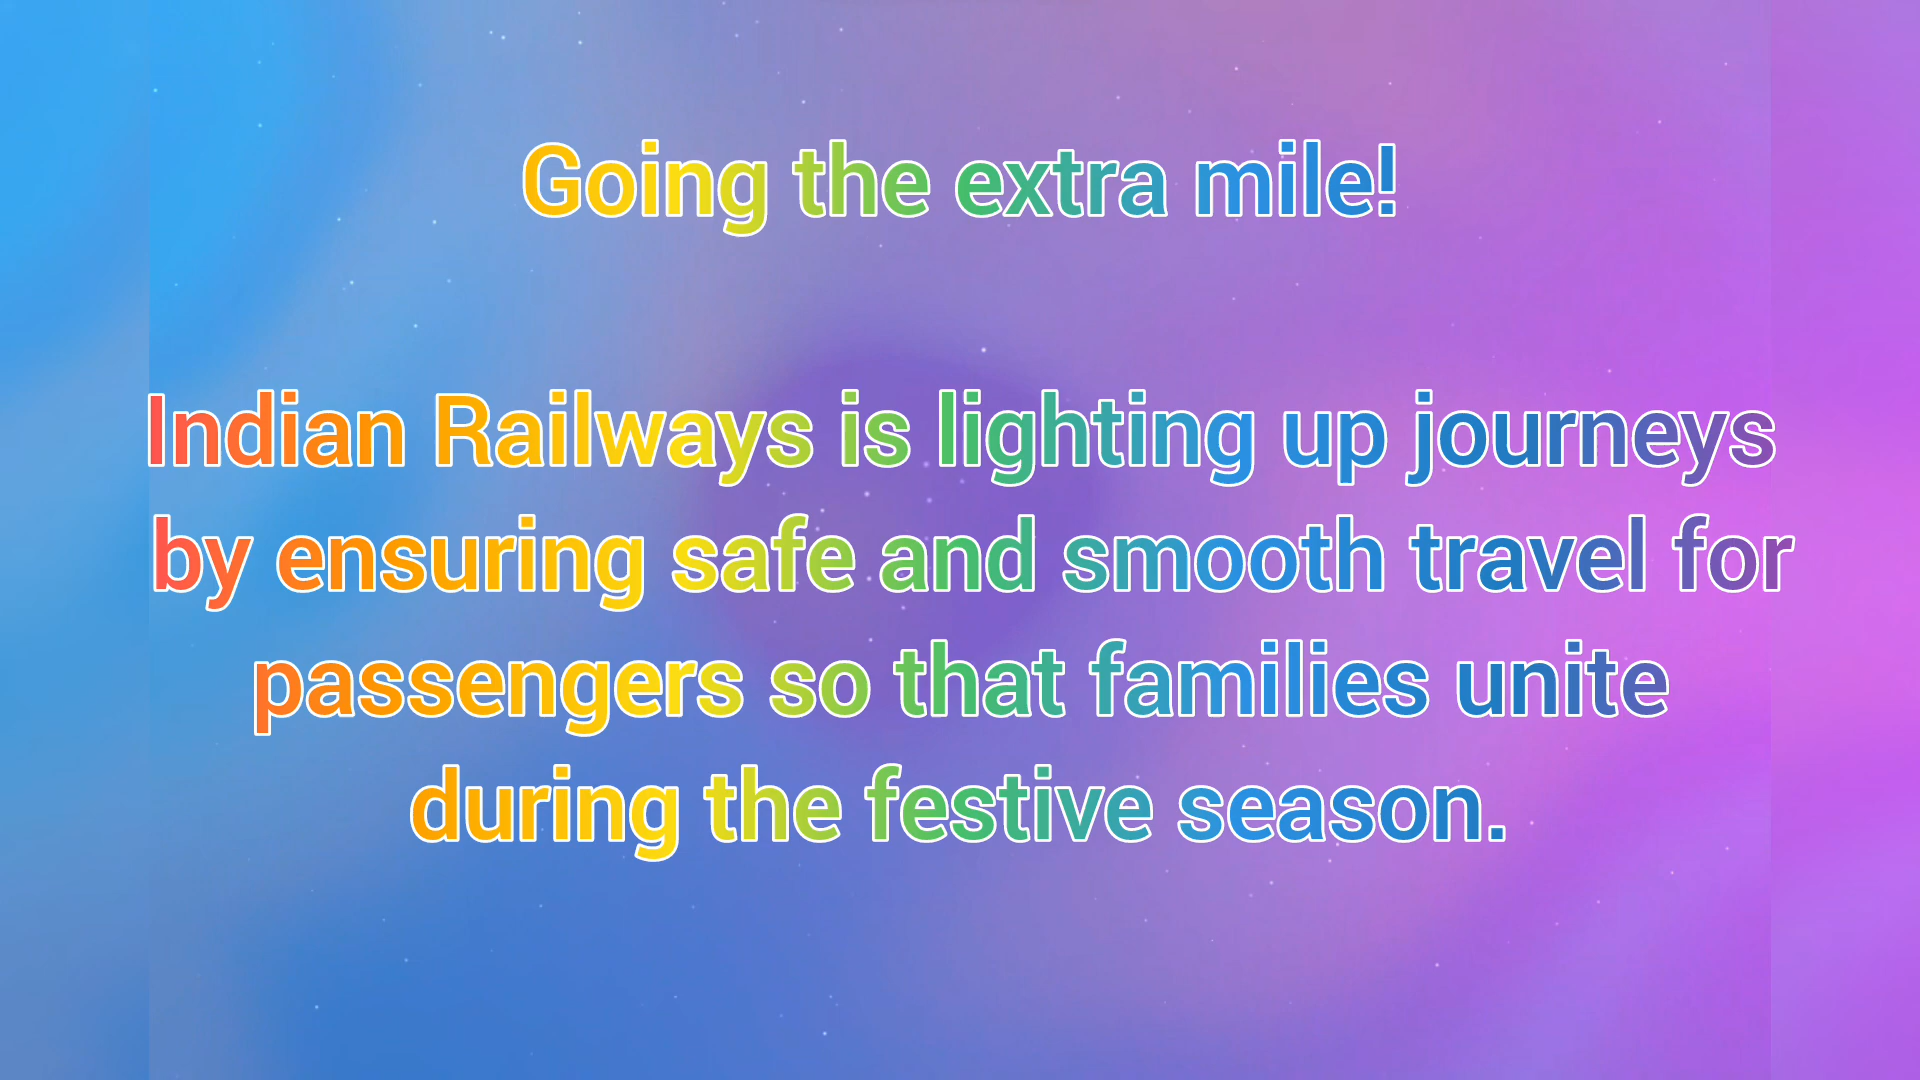 Going the extra mile!
Indian Railways is lighting up journeys
by ensuring safe and smooth travel for
passengers so that families unite
during the festive season.